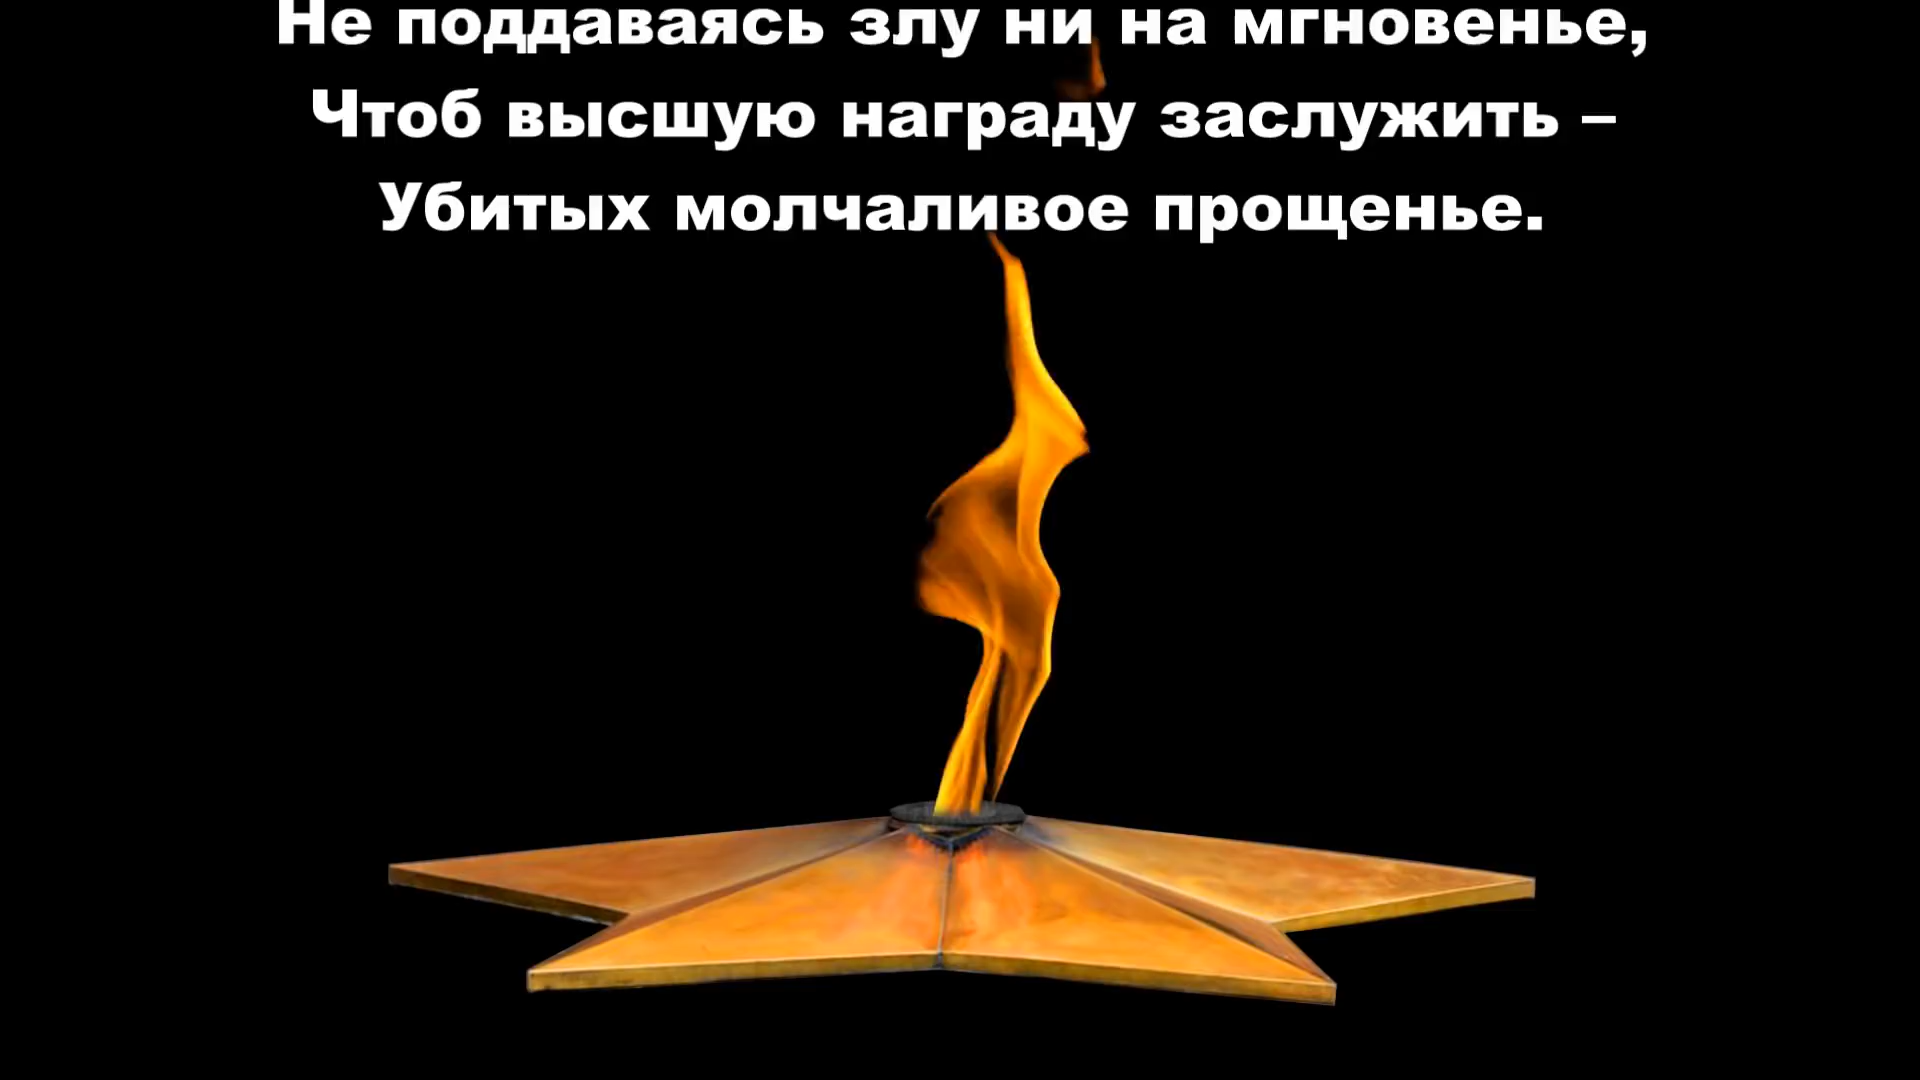 Не поддаваясь злу ни на мгновенье,
Чтоб высшую награду заслужить –
Убитых молчаливое прощенье.